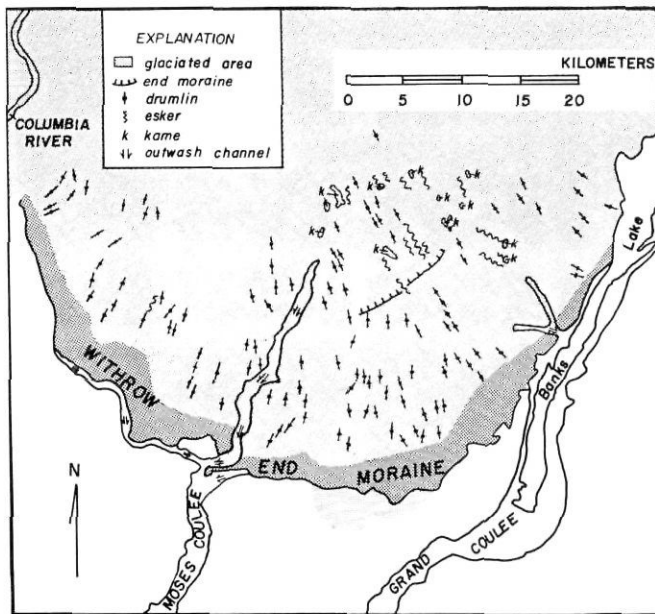 EXPLANATION
glaciated area
end moraine
drumlin
esker
k kame
outwash channel
KILOMETERS
0 5 10 15 20
COLUMBIA
RIVER
k
k
k
k
k
k
k
k
k
k
Lake
Banks
WITHROW
END MORAINE
N
MOSES COULEE
GRAND COULEE